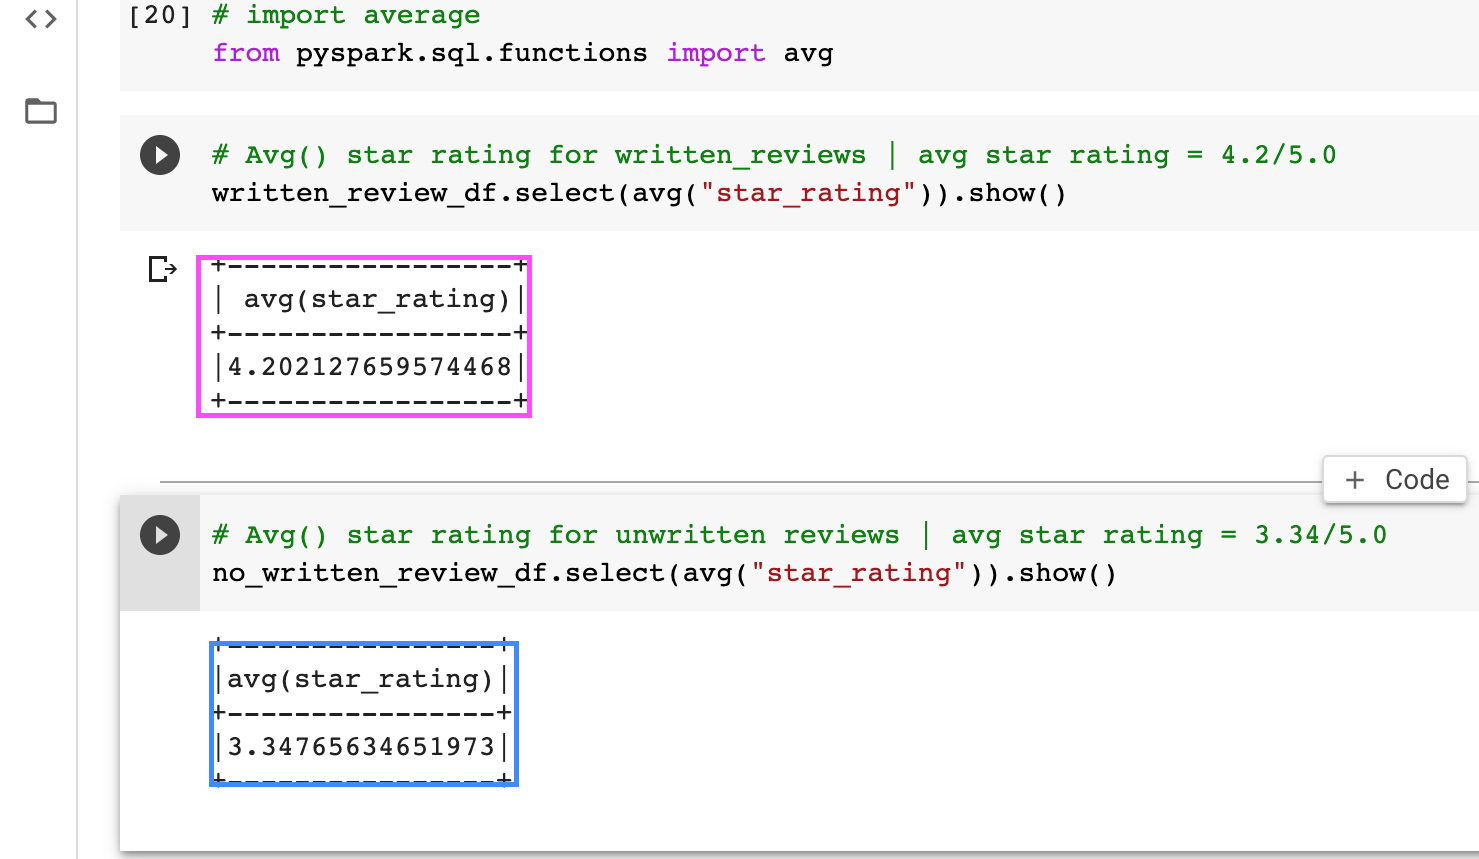 [20] # import average
from pyspark.sql.functions import avg
# Avg() star rating for written_reviews | avg star rating = 4.2/5.0
written_review_df.select(avg("star_rating")).show()
+-----------------+
| avg(star_rating)|
+-----------------+
|4.202127659574468|
+-----------------+
+ Code
# Avg() star rating for unwritten reviews | avg star rating = 3.34/5.0
no_written_review_df.select(avg("star_rating")).show()
+----------------+
|avg(star_rating)|
+----------------+
|3.34765634651973|
+----------------+